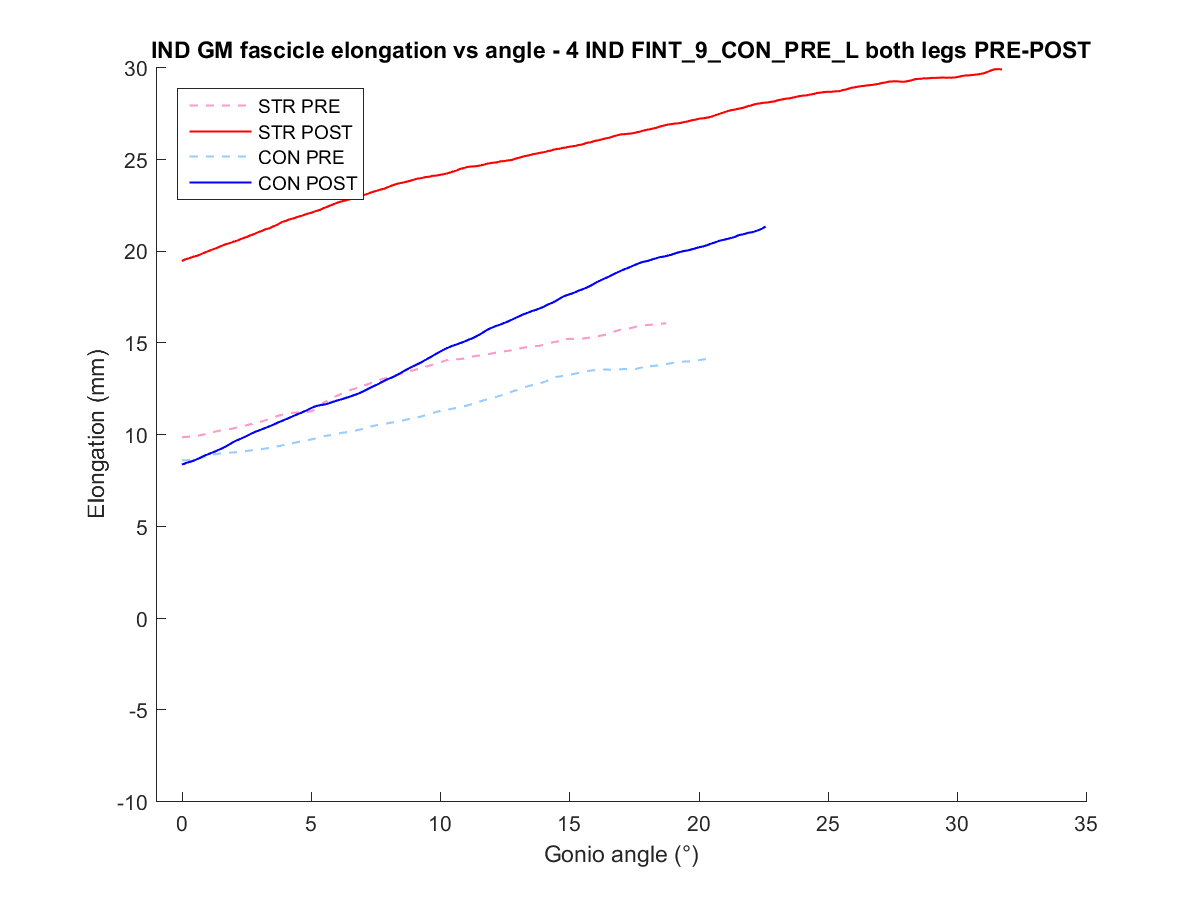 IND GM fascicle elongation vs angle - 4 IND FINT_9_CON_PRE_L both legs PRE-POST
30
25
20
15
10
5
0
-5
-10
Elongation (mm)
STR PRE
STR POST
CON PRE
CON POST
0 5 10 15 20 25 30 35
Gonio angle (°)